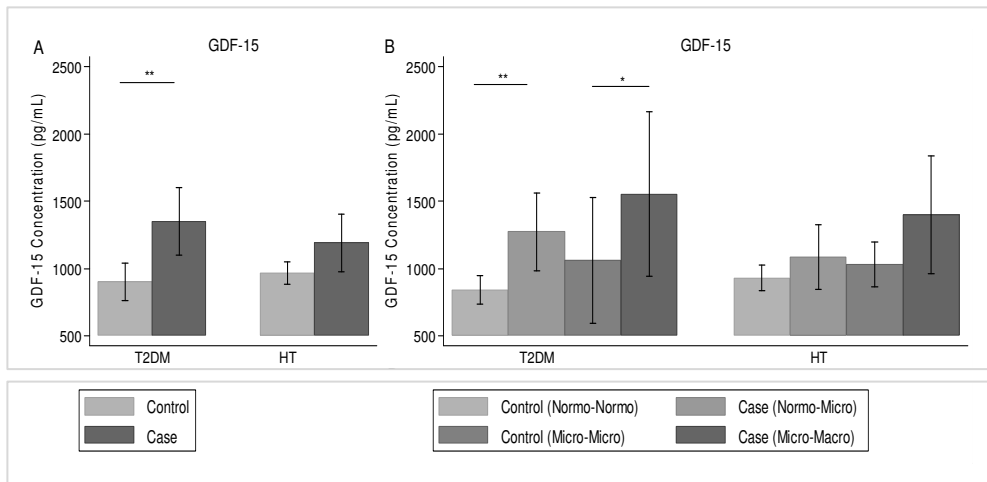 A
GDF-15
GDF-15 Concentration (pg/mL)
2500
2000
1500
1000
500
**
T2DM
HT
B
GDF-15
GDF-15 Concentration (pg/mL)
2500
2000
1500
1000
500
**
*
T2DM
HT
Control
Case
Control (Normo-Normo)
Case (Normo-Micro)
Control (Micro-Micro)
Case (Micro-Macro)